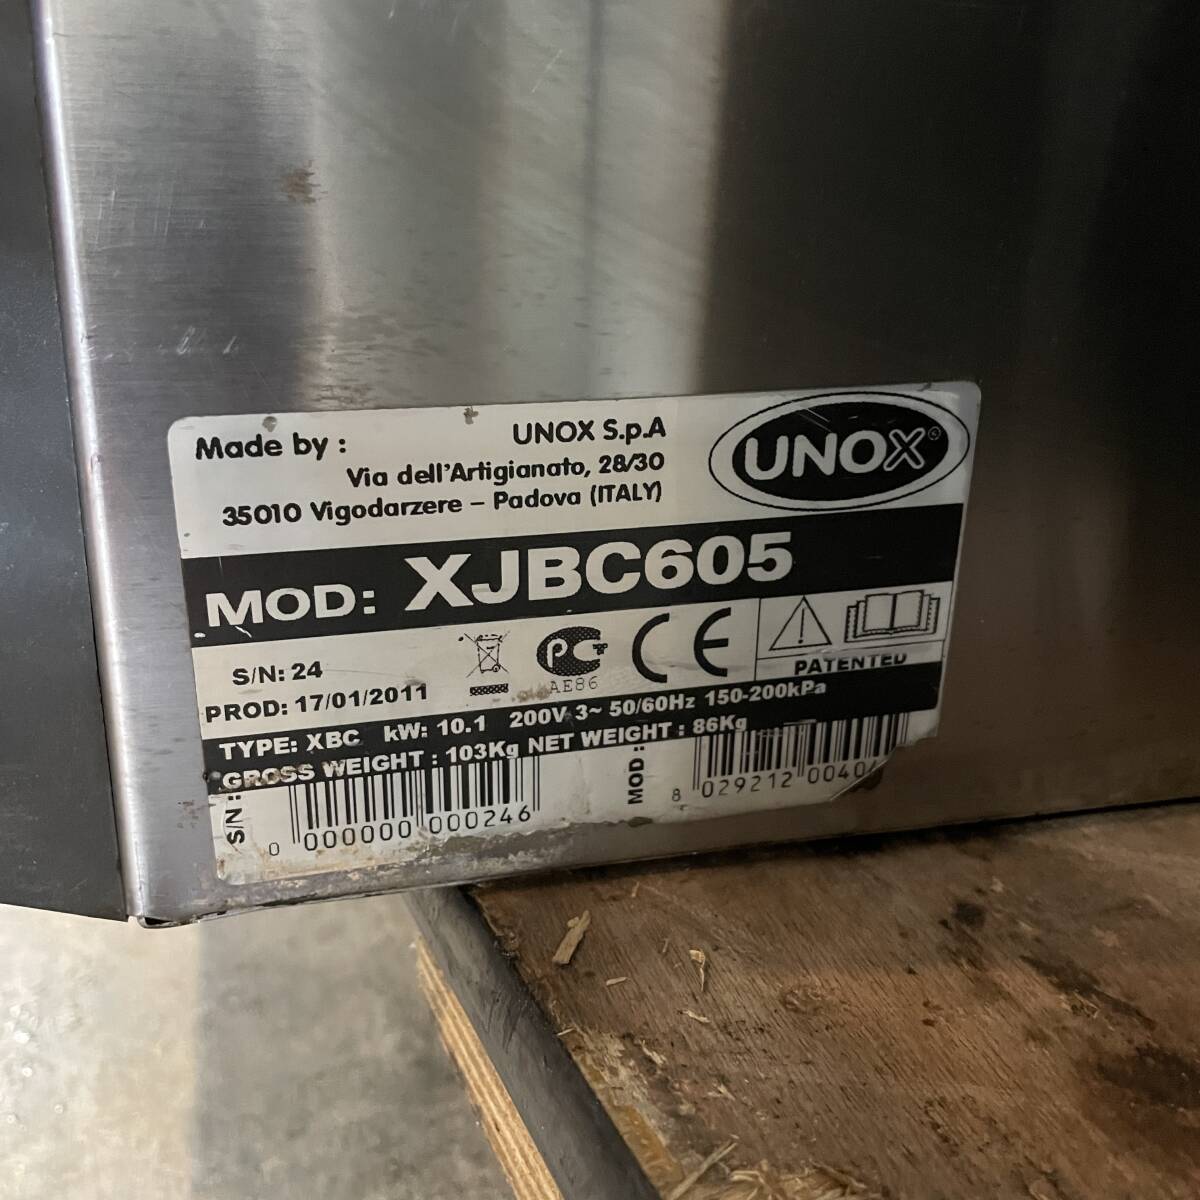 Made by :
UNOX S.p.A
Via dell'Artigianato, 28/30
35010 Vigodarzere – Padova (ITALY)
UNOX®
MOD: XJBC605
S/N: 24
PROD: 17/01/2011
PCT
AE86
CE
PATENTED
TYPE: XBC kW: 10.1 200V 3~ 50/60Hz 150-200kPa
GROSS WEIGHT : 103Kg NET WEIGHT : 86Kg
S/N :
0 000000 000246
MOD :
8 029212 0040